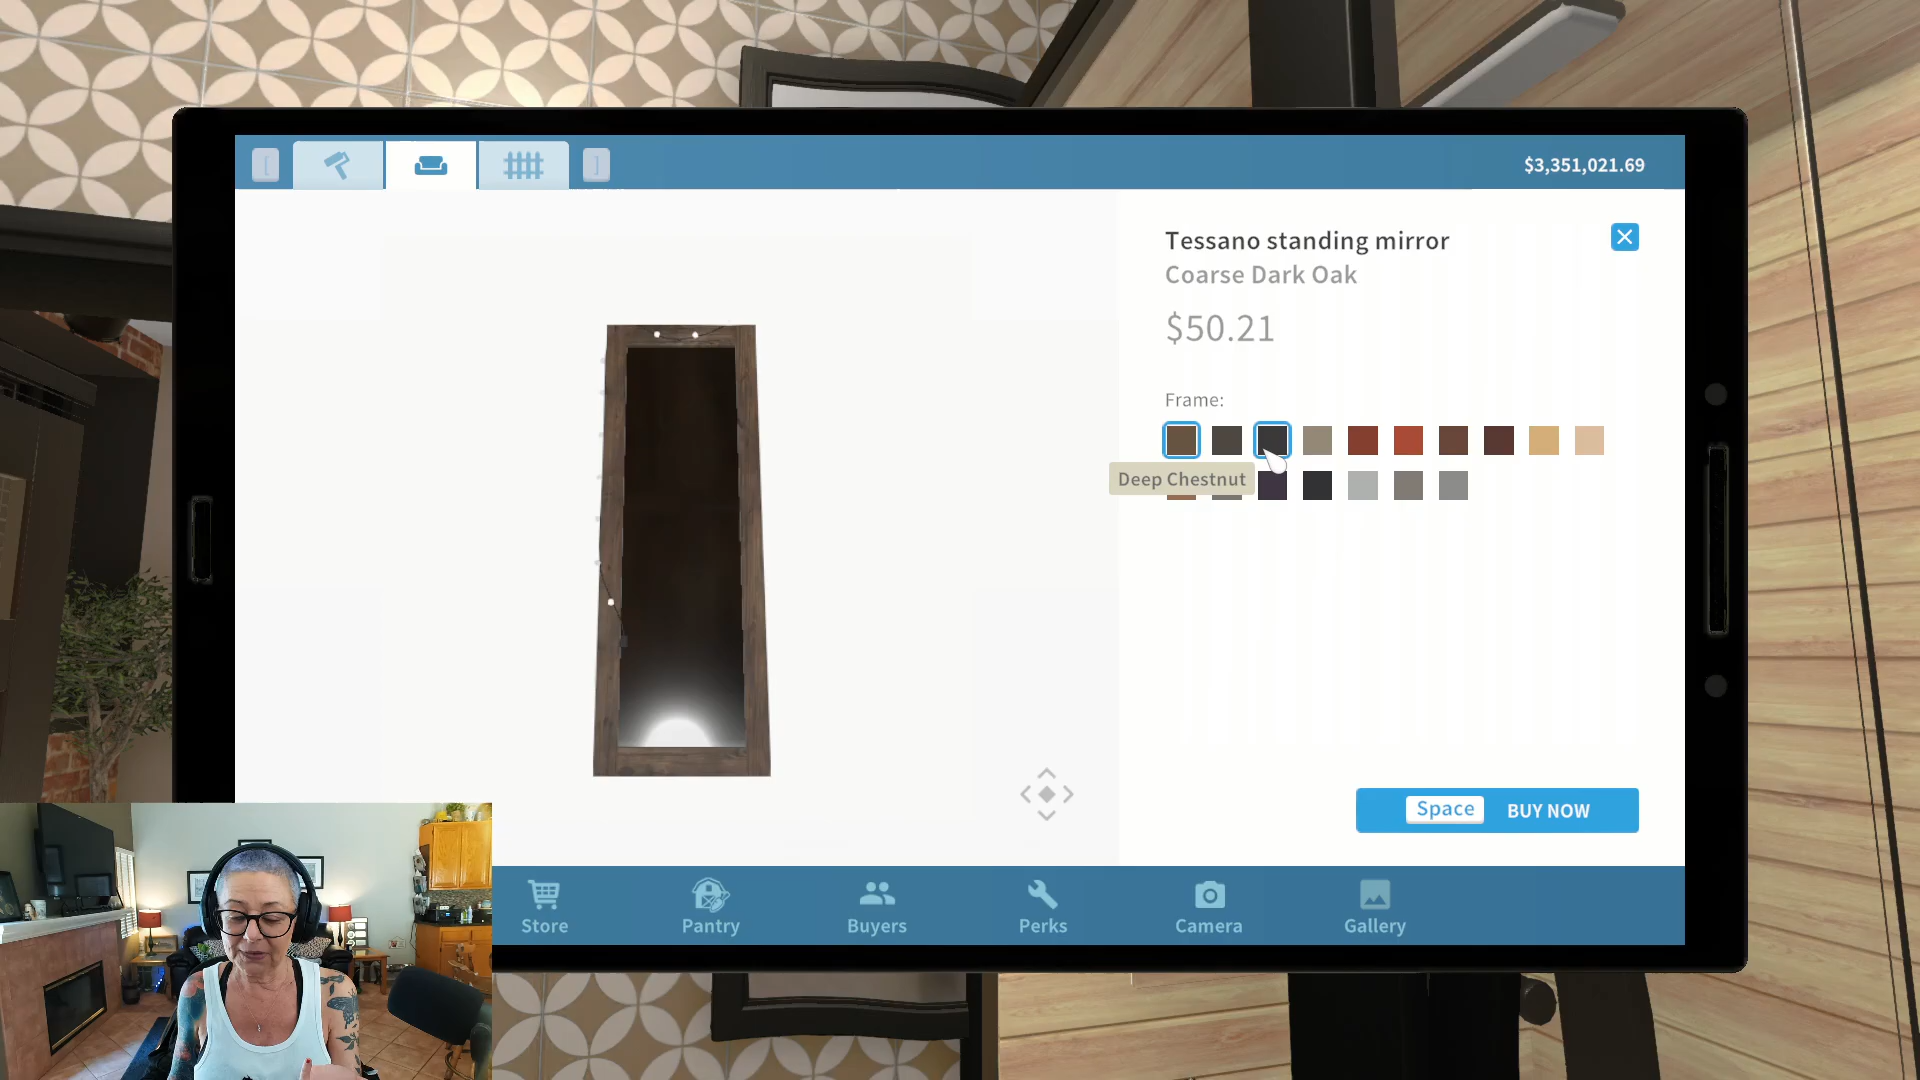 [
]
$3,351,021.69
Tessano standing mirror
Coarse Dark Oak
$50.21
Frame:
Deep Chestnut
Space BUY NOW
Store
Pantry
Buyers
Perks
Camera
Gallery